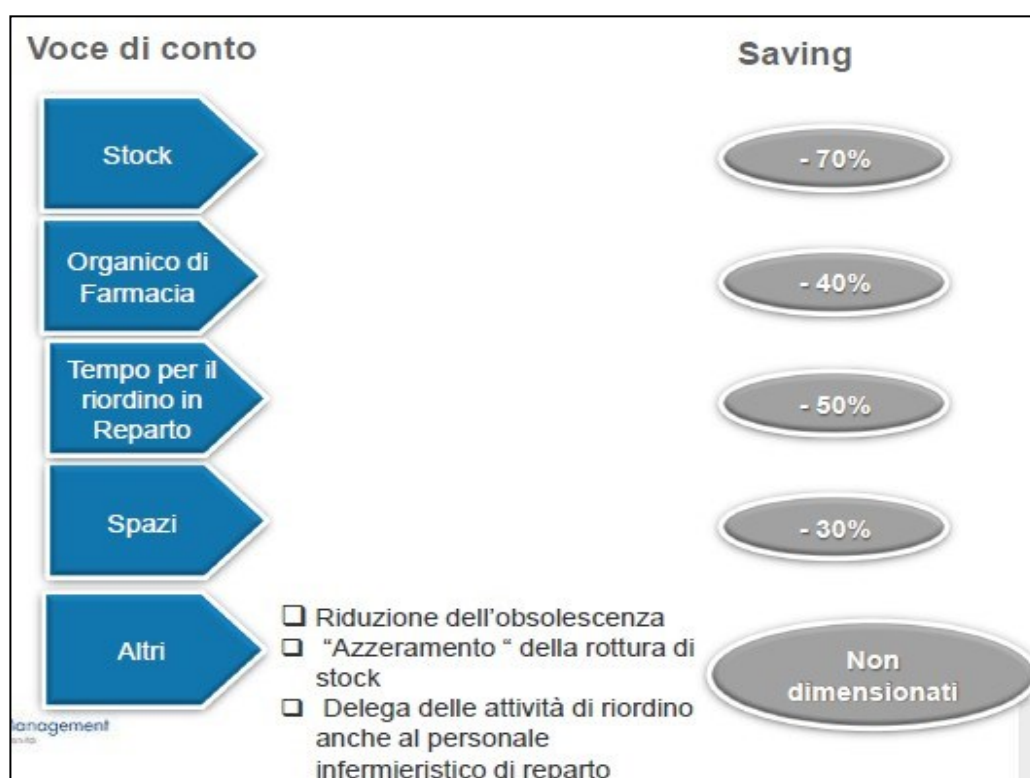 Voce di conto
Saving
Stock
- 70%
Organico di
Farmacia
- 40%
Tempo per il
riordino in
Reparto
- 50%
Spazi
- 30%
Altri
❑ Riduzione dell'obsolescenza
❑ "Azzeramento " della rottura di
stock
❑ Delega delle attività di riordino
anche al personale
infermieristico di reparto
Non
dimensionati